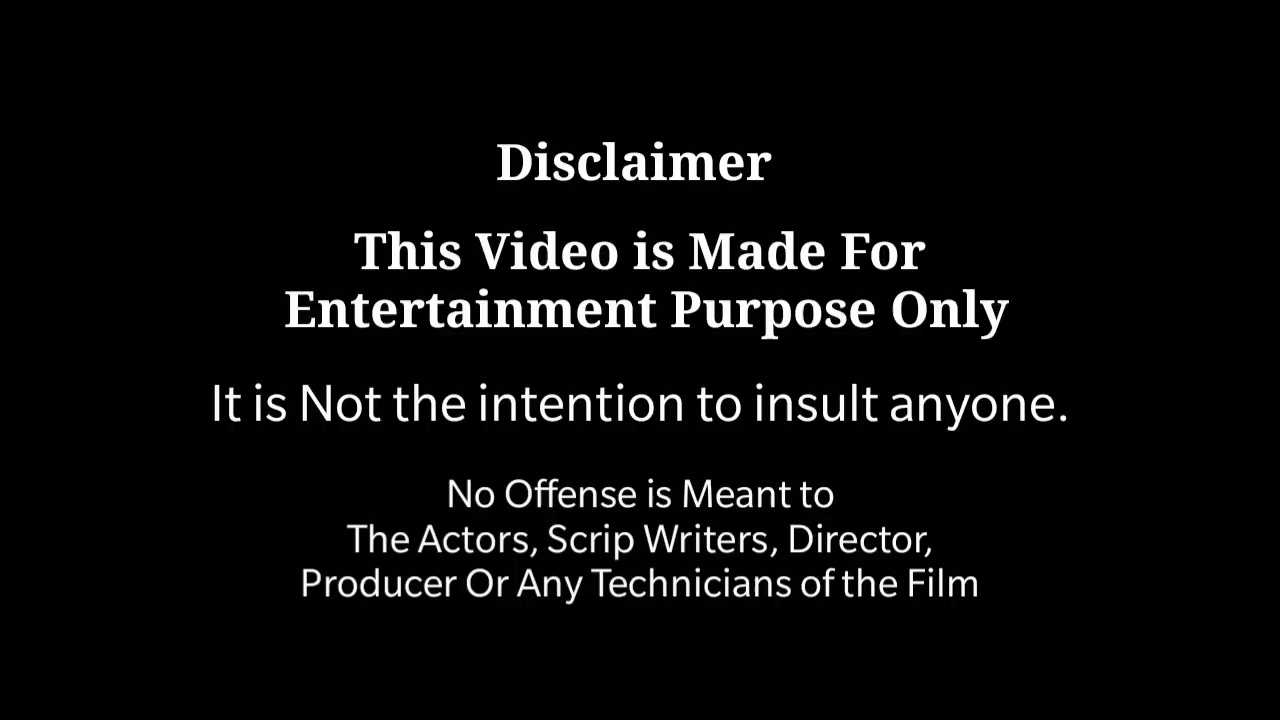 Disclaimer
This Video is Made For
Entertainment Purpose Only
It is Not the intention to insult anyone.
No Offense is Meant to
The Actors, Scrip Writers, Director,
Producer Or Any Technicians of the Film